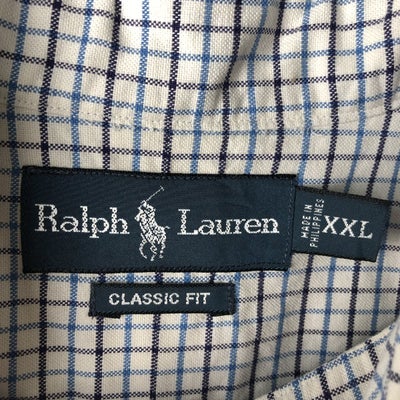 Ralph Lauren
MADE IN
PHILIPPINES
XXL
CLASSIC FIT